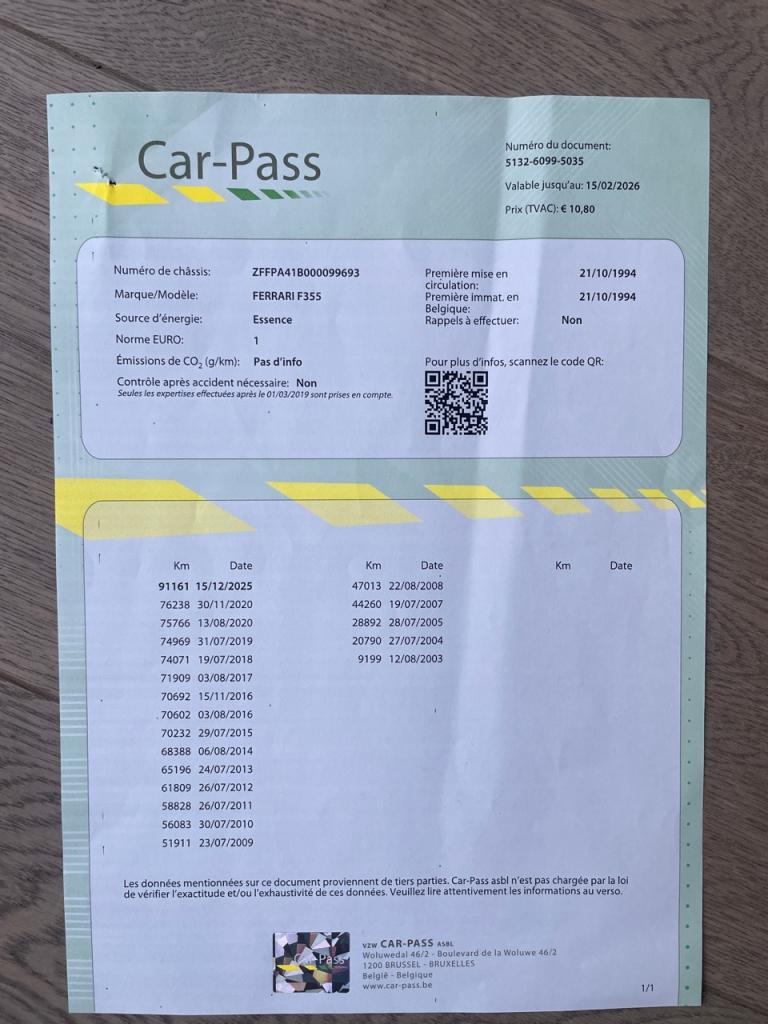 Car-Pass
Numéro du document:
5132-6099-5035
Valable jusqu'au: 15/02/2026
Prix (TVAC): € 10,80
Numéro de châssis: ZFFPA41B000099693
Marque/Modèle: FERRARI F355
Source d'énergie: Essence
Norme EURO: 1
Émissions de CO2 (g/km): Pas d'info
Contrôle après accident nécessaire: Non
Seules les expertises effectuées après le 01/03/2019 sont prises en compte.
Première mise en
circulation: 21/10/1994
Première immat. en
Belgique: 21/10/1994
Rappels à effectuer: Non
Pour plus d'infos, scannez le code QR:
Km Date
91161 15/12/2025
76238 30/11/2020
75766 13/08/2020
74969 31/07/2019
74071 19/07/2018
71909 03/08/2017
70692 15/11/2016
70602 03/08/2016
70232 29/07/2015
68388 06/08/2014
65196 24/07/2013
61809 26/07/2012
58828 26/07/2011
56083 30/07/2010
51911 23/07/2009
Km Date
47013 22/08/2008
44260 19/07/2007
28892 28/07/2005
20790 27/07/2004
9199 12/08/2003
Km Date
Les données mentionnées sur ce document proviennent de tiers parties. Car-Pass asbl n'est pas chargée par la loi
de vérifier l'exactitude et/ou l'exhaustivité de ces données. Veuillez lire attentivement les informations au verso.
Car-Pass
VZW CAR-PASS ASBL
Woluwedal 46/2 - Boulevard de la Woluwe 46/2
1200 BRUSSEL - BRUXELLES
België - Belgique
www.car-pass.be
1/1